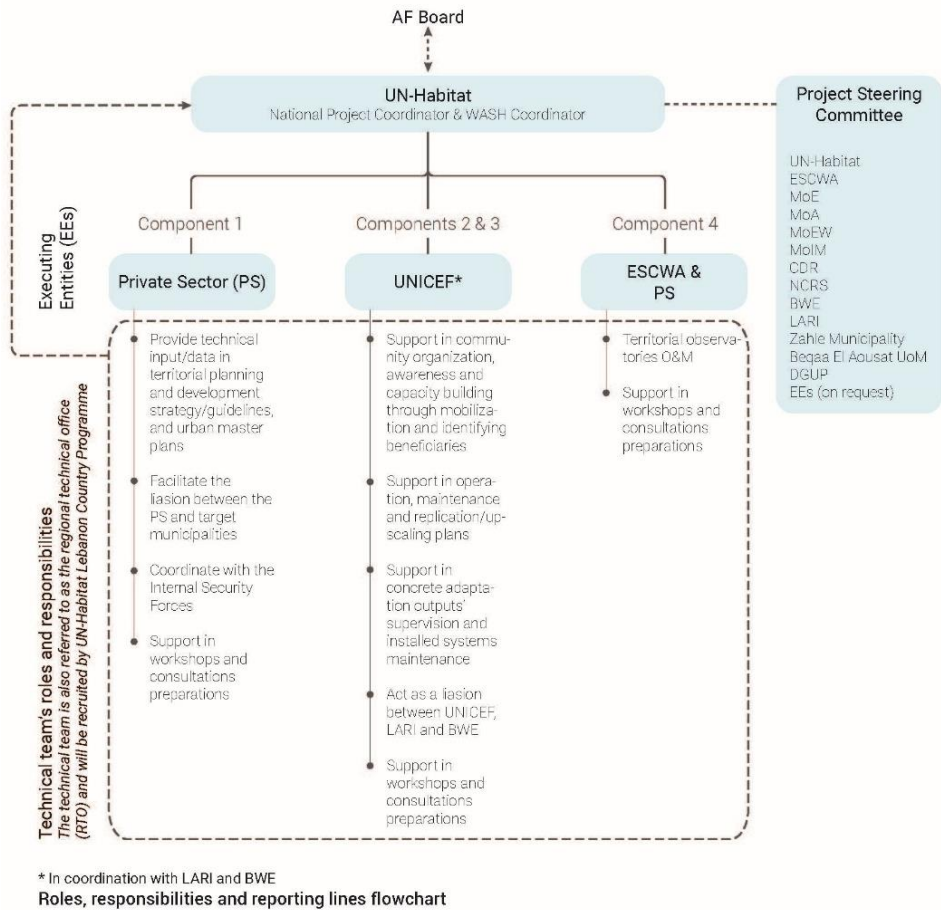 AF Board
UN-Habitat
National Project Coordinator & WASH Coordinator
Project Steering
Committee
UN-Habitat
ESCWA
MoE
MoA
MoEW
MoIM
CDR
NCRS
BWE
LARI
Zahle Municipality
Beqaa El Aousat UoM
DGUP
EEs (on request)
Executing
Entities (EEs)
Component 1
Private Sector (PS)
Provide technical
input/data in
territorial planning
and development
strategy/guidelines,
and urban master
plans
Facilitate the
liasion between the
PS and target
municipalities
Coordinate with the
Internal Security
Forces
Support in
workshops and
consultations
preparations
Components 2 & 3
UNICEF*
Support in commu-
nity organization,
awareness and
capacity building
through mobilization
and identifying
beneficiaries
Support in opera-
tion, maintenance
and replication/up-
scaling plans
Support in
concrete adapta-
tion outputs'
supervision and
installed systems
maintenance
Act as a liasion
between UNICEF,
LARI and BWE
Support in
workshops and
consultations
preparations
Component 4
ESCWA &
PS
Territorial observa-
tories O&M
Support in
workshops and
consultations
preparations
Technical team's roles and responsibilities
The technical team is also referred to as the regional technical office
(RTO) and will be recruited by UN-Habitat Lebanon Country Programme
* In coordination with LARI and BWE
Roles, responsibilities and reporting lines flowchart